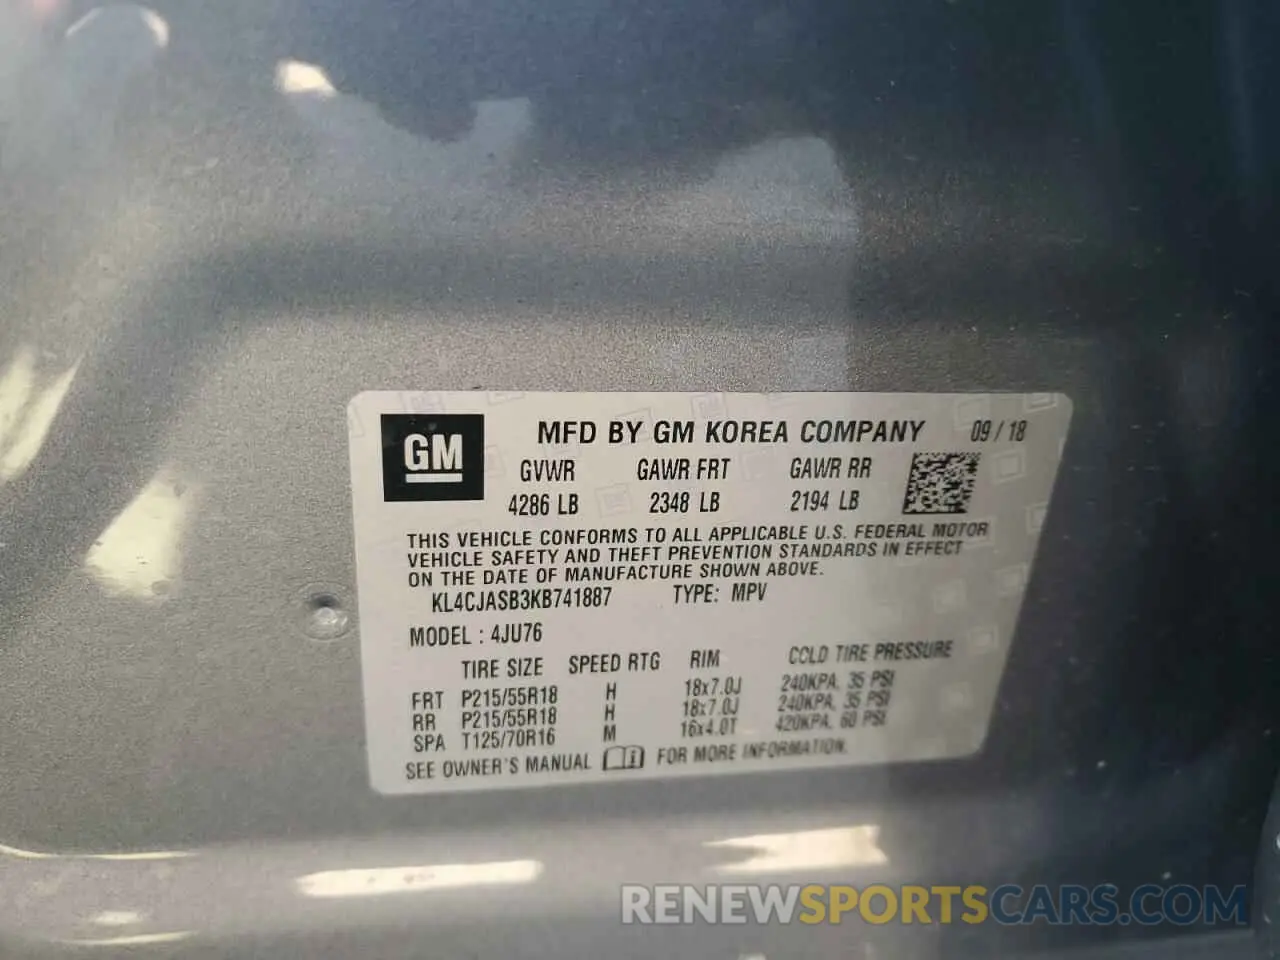 GM
MFD BY GM KOREA COMPANY 09/18
GVWR GAWR FRT GAWR RR
4286 LB 2348 LB 2194 LB
THIS VEHICLE CONFORMS TO ALL APPLICABLE U.S. FEDERAL MOTOR
VEHICLE SAFETY AND THEFT PREVENTION STANDARDS IN EFFECT
ON THE DATE OF MANUFACTURE SHOWN ABOVE.
KL4CJASB3KB741887 TYPE: MPV
MODEL : 4JU76
TIRE SIZE SPEED RTG RIM COLD TIRE PRESSURE
FRT P215/55R18 H 18x7.0J 240KPA, 35 PSI
RR P215/55R18 H 18x7.0J 240KPA, 35 PSI
SPA T125/70R16 M 16x4.0T 420KPA, 60 PSI
SEE OWNER'S MANUAL FOR MORE INFORMATION.
RENEWSPORTSCARS.COM